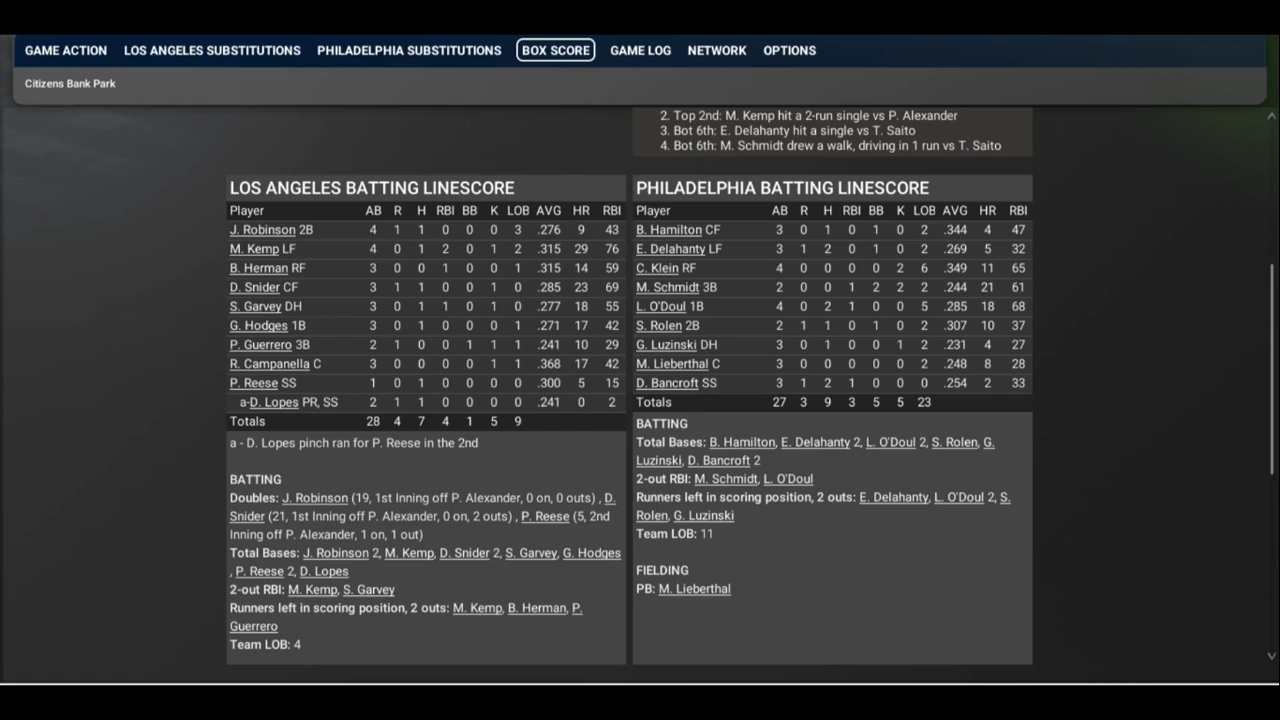 GAME ACTION LOS ANGELES SUBSTITUTIONS PHILADELPHIA SUBSTITUTIONS BOX SCORE GAME LOG NETWORK OPTIONS
Citizens Bank Park
2. Top 2nd: M. Kemp hit a 2-run single vs P. Alexander
3. Bot 6th: E. Delahanty hit a single vs T. Saito
4. Bot 6th: M. Schmidt drew a walk, driving in 1 run vs T. Saito
LOS ANGELES BATTING LINESCORE
Player AB R H RBI BB K LOB AVG HR RBI
J. Robinson 2B 4 1 1 0 0 0 3 .276 9 43
M. Kemp LF 4 0 1 2 0 1 2 .315 29 76
B. Herman RF 3 0 0 1 0 0 1 .315 14 59
D. Snider CF 3 1 1 0 0 1 0 .285 23 69
S. Garvey DH 3 0 1 1 0 1 0 .277 18 55
G. Hodges 1B 3 0 1 0 0 0 1 .271 17 42
P. Guerrero 3B 2 1 0 0 1 1 1 .241 10 29
R. Campanella C 3 0 0 0 0 1 1 .368 17 42
P. Reese SS 1 0 1 0 0 0 0 .300 5 15
a-D. Lopes PR, SS 2 1 1 0 0 0 0 .241 0 2
Totals 28 4 7 4 1 5 9
a - D. Lopes pinch ran for P. Reese in the 2nd
BATTING
Doubles: J. Robinson (19, 1st Inning off P. Alexander, 0 on, 0 outs) , D.
Snider (21, 1st Inning off P. Alexander, 0 on, 2 outs) , P. Reese (5, 2nd
Inning off P. Alexander, 1 on, 1 out)
Total Bases: J. Robinson 2, M. Kemp, D. Snider 2, S. Garvey, G. Hodges
, P. Reese 2, D. Lopes
2-out RBI: M. Kemp, S. Garvey
Runners left in scoring position, 2 outs: M. Kemp, B. Herman, P.
Guerrero
Team LOB: 4
PHILADELPHIA BATTING LINESCORE
Player AB R H RBI BB K LOB AVG HR RBI
B. Hamilton CF 3 0 1 0 1 0 2 .344 4 47
E. Delahanty LF 3 1 2 0 1 0 2 .269 5 32
C. Klein RF 4 0 0 0 0 2 6 .349 11 65
M. Schmidt 3B 2 0 0 1 2 2 2 .244 21 61
L. O'Doul 1B 4 0 2 1 0 0 5 .285 18 68
S. Rolen 2B 2 1 1 0 1 0 2 .307 10 37
G. Luzinski DH 3 0 1 0 0 1 2 .231 4 27
M. Lieberthal C 3 0 0 0 0 0 2 .248 8 28
D. Bancroft SS 3 1 2 1 0 0 0 .254 2 33
Totals 27 3 9 3 5 5 23
BATTING
Total Bases: B. Hamilton, E. Delahanty 2, L. O'Doul 2, S. Rolen, G.
Luzinski, D. Bancroft 2
2-out RBI: M. Schmidt, L. O'Doul
Runners left in scoring position, 2 outs: E. Delahanty, L. O'Doul 2, S.
Rolen, G. Luzinski
Team LOB: 11
FIELDING
PB: M. Lieberthal